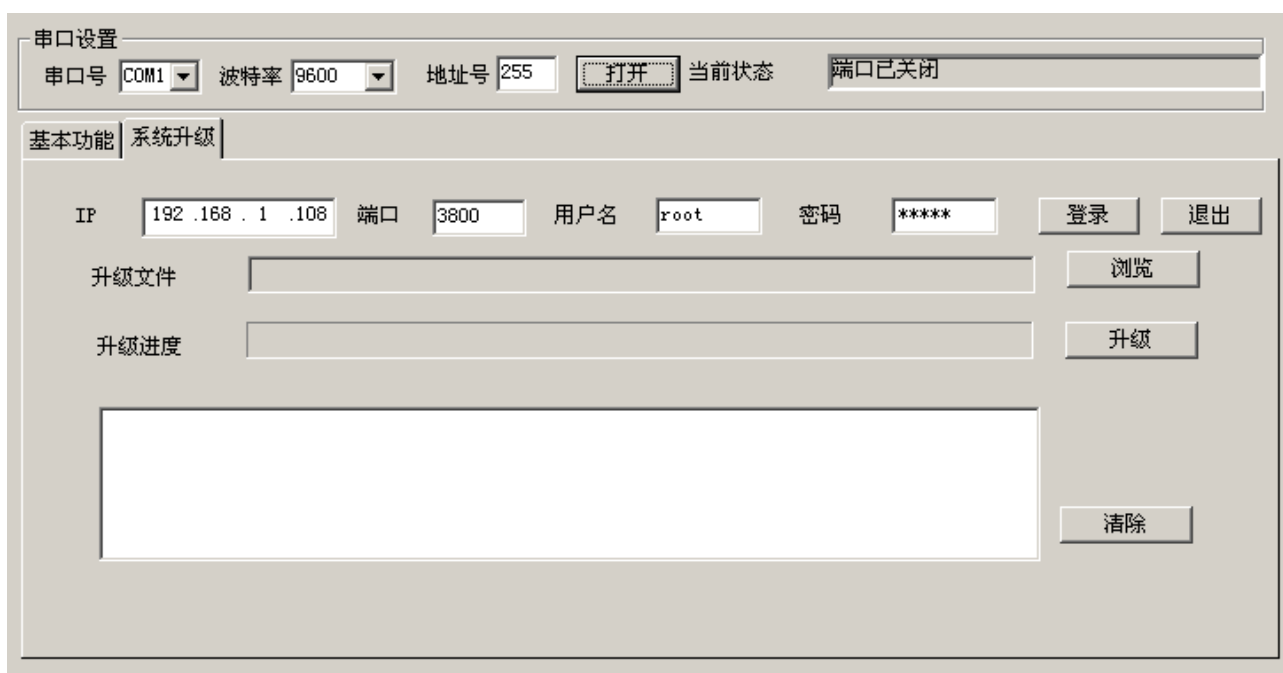 串口设置
串口号 COM1 波特率 9600 地址号 255 打开 当前状态 端口已关闭
基本功能 系统升级
IP 192 .168 . 1 .108 端口 3800 用户名 root 密码 ***** 登录 退出
升级文件 浏览
升级进度 升级
清除